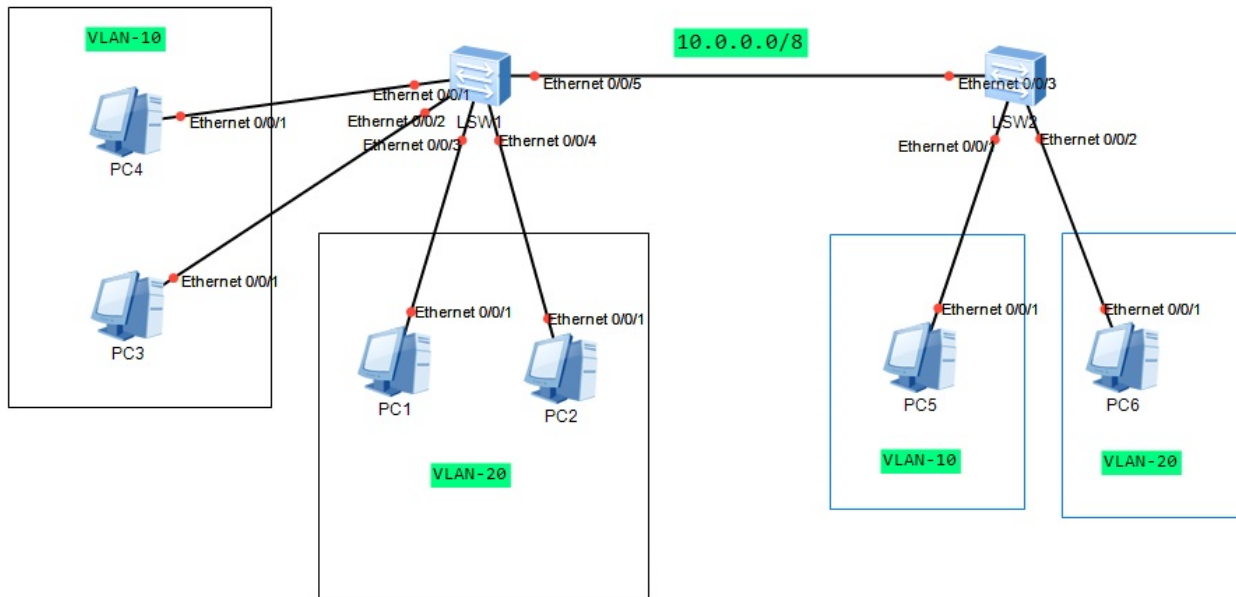 VLAN-10
10.0.0.0/8
Ethernet 0/0/1
Ethernet 0/0/5
Ethernet 0/0/3
Ethernet 0/0/1
Ethernet 0/0/2
LSW1
LSW2
Ethernet 0/0/3
Ethernet 0/0/4
Ethernet 0/0/1
Ethernet 0/0/2
PC4
Ethernet 0/0/1
Ethernet 0/0/1
Ethernet 0/0/1
Ethernet 0/0/1
Ethernet 0/0/1
PC3
PC1
PC2
PC5
PC6
VLAN-20
VLAN-10
VLAN-20